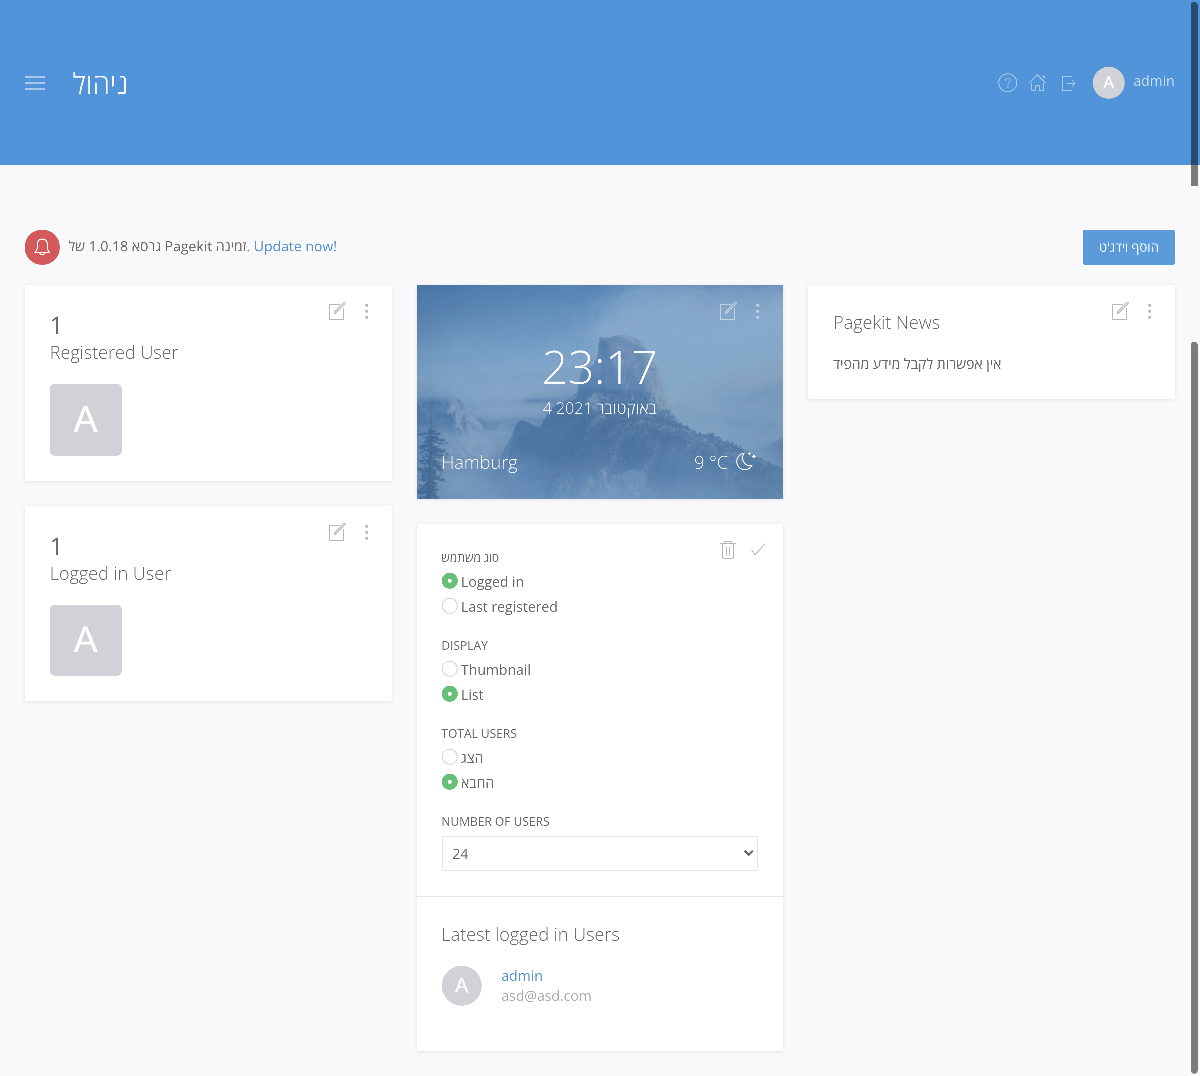 ניהול
A admin
גרסא 1.0.18 של Pagekit זמינה. Update now!
הוסף וידג'ט
1
Registered User
A
1
Logged in User
A
23:17
4 באוקטובר 2021
Hamburg
9 °C
סוג משתמש
Logged in
Last registered
DISPLAY
Thumbnail
List
TOTAL USERS
הצג
החבא
NUMBER OF USERS
24
Latest logged in Users
A
admin
asd@asd.com
Pagekit News
אין אפשרות לקבל מידע מהפיד